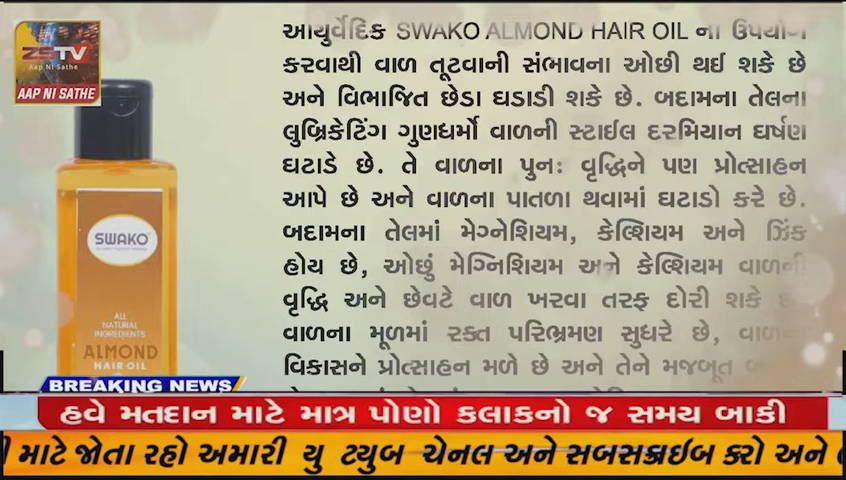 ZSTV
Aap Ni Sathe
AAP NI SATHE
આયુર્વેદિક SWAKO ALMOND HAIR OIL ના ઉપયોગ
કરવાથી વાળ તૂટવાની સંભાવના ઓછી થઈ શકે છે
અને વિભાજિત છેડા ઘડાડી શકે છે. બદામના તેલના
લુબ્રિકેટિંગ ગુણધર્મો વાળની સ્ટાઈલ દરમિયાન ઘર્ષણ
ઘટાડે છે. તે વાળના પુનઃ વૃદ્ધિને પણ પ્રોત્સાહન
આપે છે અને વાળના પાતળા થવામાં ઘટાડો કરે છે.
બદામના તેલમાં મેગ્નેશિયમ, કેલ્શિયમ અને ઝિંક
હોય છે, ઓછું મેગ્નિશિયમ અને કેલ્શિયમ વાળની
વૃદ્ધિ અને છેવટે વાળ ખરવા તરફ દોરી શકે છે
વાળના મૂળમાં રક્ત પરિભ્રમણ સુધરે છે, વાળના
વિકાસને પ્રોત્સાહન મળે છે અને તેને મજબૂત
SWAKO
ALL
NATURAL
INGREDIENTS
ALMOND
HAIR OIL
BREAKING NEWS
હવે મતદાન માટે માત્ર પોણો કલાકનો જ સમય બાકી
માટે જોતા રહો અમારી યુ ટ્યુબ ચેનલ અને સબસક્રાઇબ કરો અને